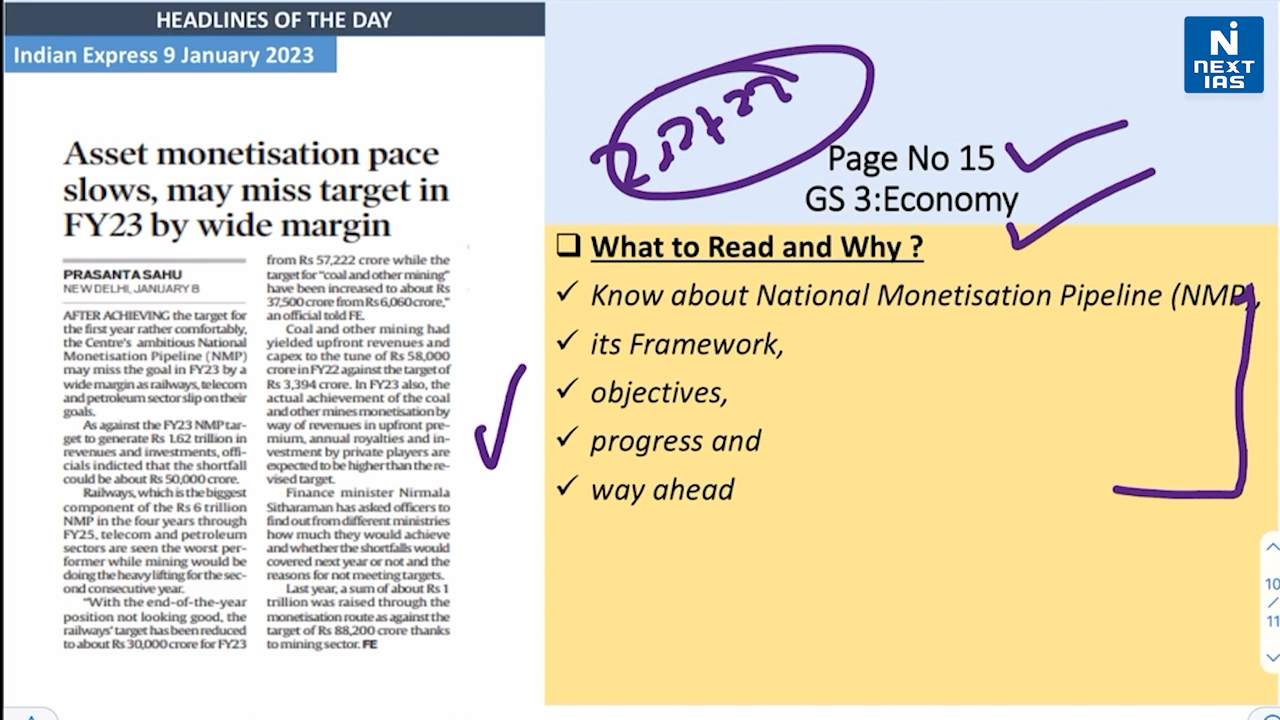 HEADLINES OF THE DAY
Indian Express 9 January 2023
Asset monetisation pace
slows, may miss target in
FY23 by wide margin
PRASANTA SAHU
NEW DELHI, JANUARY 8
AFTER ACHIEVING the target for
the first year rather comfortably,
the Centre's ambitious National
Monetisation Pipeline (NMP)
may miss the goal in FY23 by a
wide margin as railways, telecom
and petroleum sector slip on their
goals.
As against the FY23 NMP tar-
get to generate Rs 1.62 trillion in
revenues and investments, offi-
cials indicted that the shortfall
could be about Rs 50,000 crore.
Railways, which is the biggest
component of the Rs 6 trillion
NMP in the four years through
FY25, telecom and petroleum
sectors are seen the worst per-
former while mining would be
doing the heavy lifting for the sec-
ond consecutive year.
"With the end-of-the-year
position not looking good, the
railways' target has been reduced
to about Rs 30,000 crore for FY23
from Rs 57,222 crore while the
target for "coal and other mining"
have been increased to about Rs
37,500 crore from Rs 6,060 crore,"
an official told FE.
Coal and other mining had
yielded upfront revenues and
capex to the tune of Rs 58,000
crore in FY22 against the target of
Rs 3,394 crore. In FY23 also, the
actual achievement of the coal
and other mines monetisation by
way of revenues in upfront pre-
mium, annual royalties and in-
vestment by private players are
expected to be higher than the re-
vised target.
Finance minister Nirmala
Sitharaman has asked officers to
find out from different ministries
how much they would achieve
and whether the shortfalls would
covered next year or not and the
reasons for not meeting targets.
Last year, a sum of about Rs 1
trillion was raised through the
monetisation route as against the
target of Rs 88,200 crore thanks
to mining sector. FE
NEXT
IAS
Page No 15
GS 3:Economy
What to Read and Why ?
Know about National Monetisation Pipeline (NMP),
its Framework,
objectives,
progress and
way ahead
10
/
11